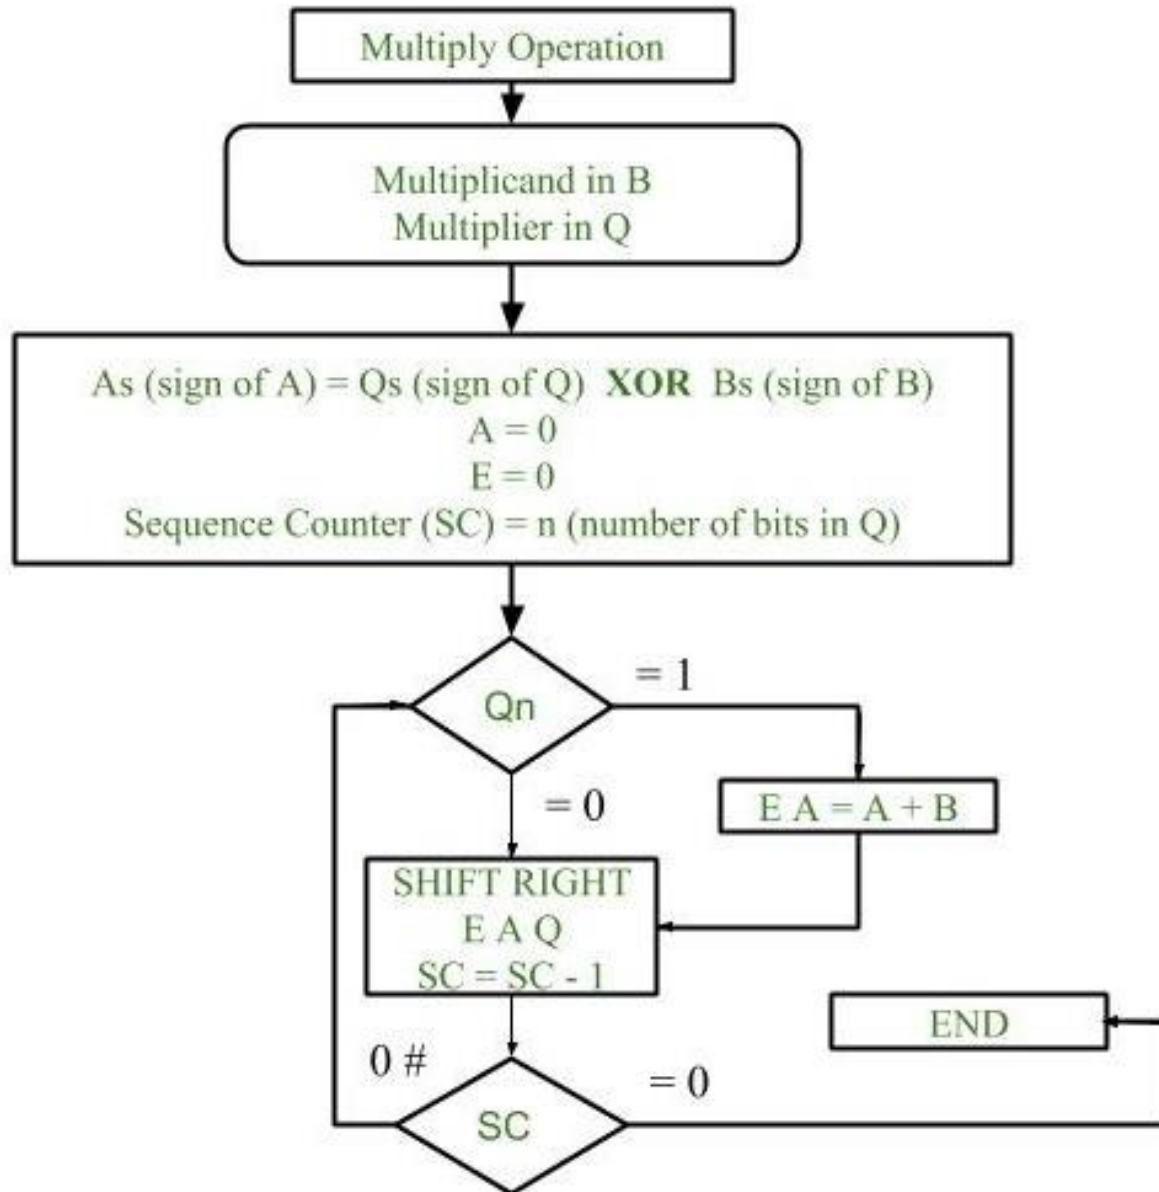 Multiply Operation
Multiplicand in B
Multiplier in Q
As (sign of A) = Qs (sign of Q) XOR Bs (sign of B)
A = 0
E = 0
Sequence Counter (SC) = n (number of bits in Q)
Qn
= 1
= 0
E A = A + B
SHIFT RIGHT
E A Q
SC = SC - 1
END
0 #
= 0
SC